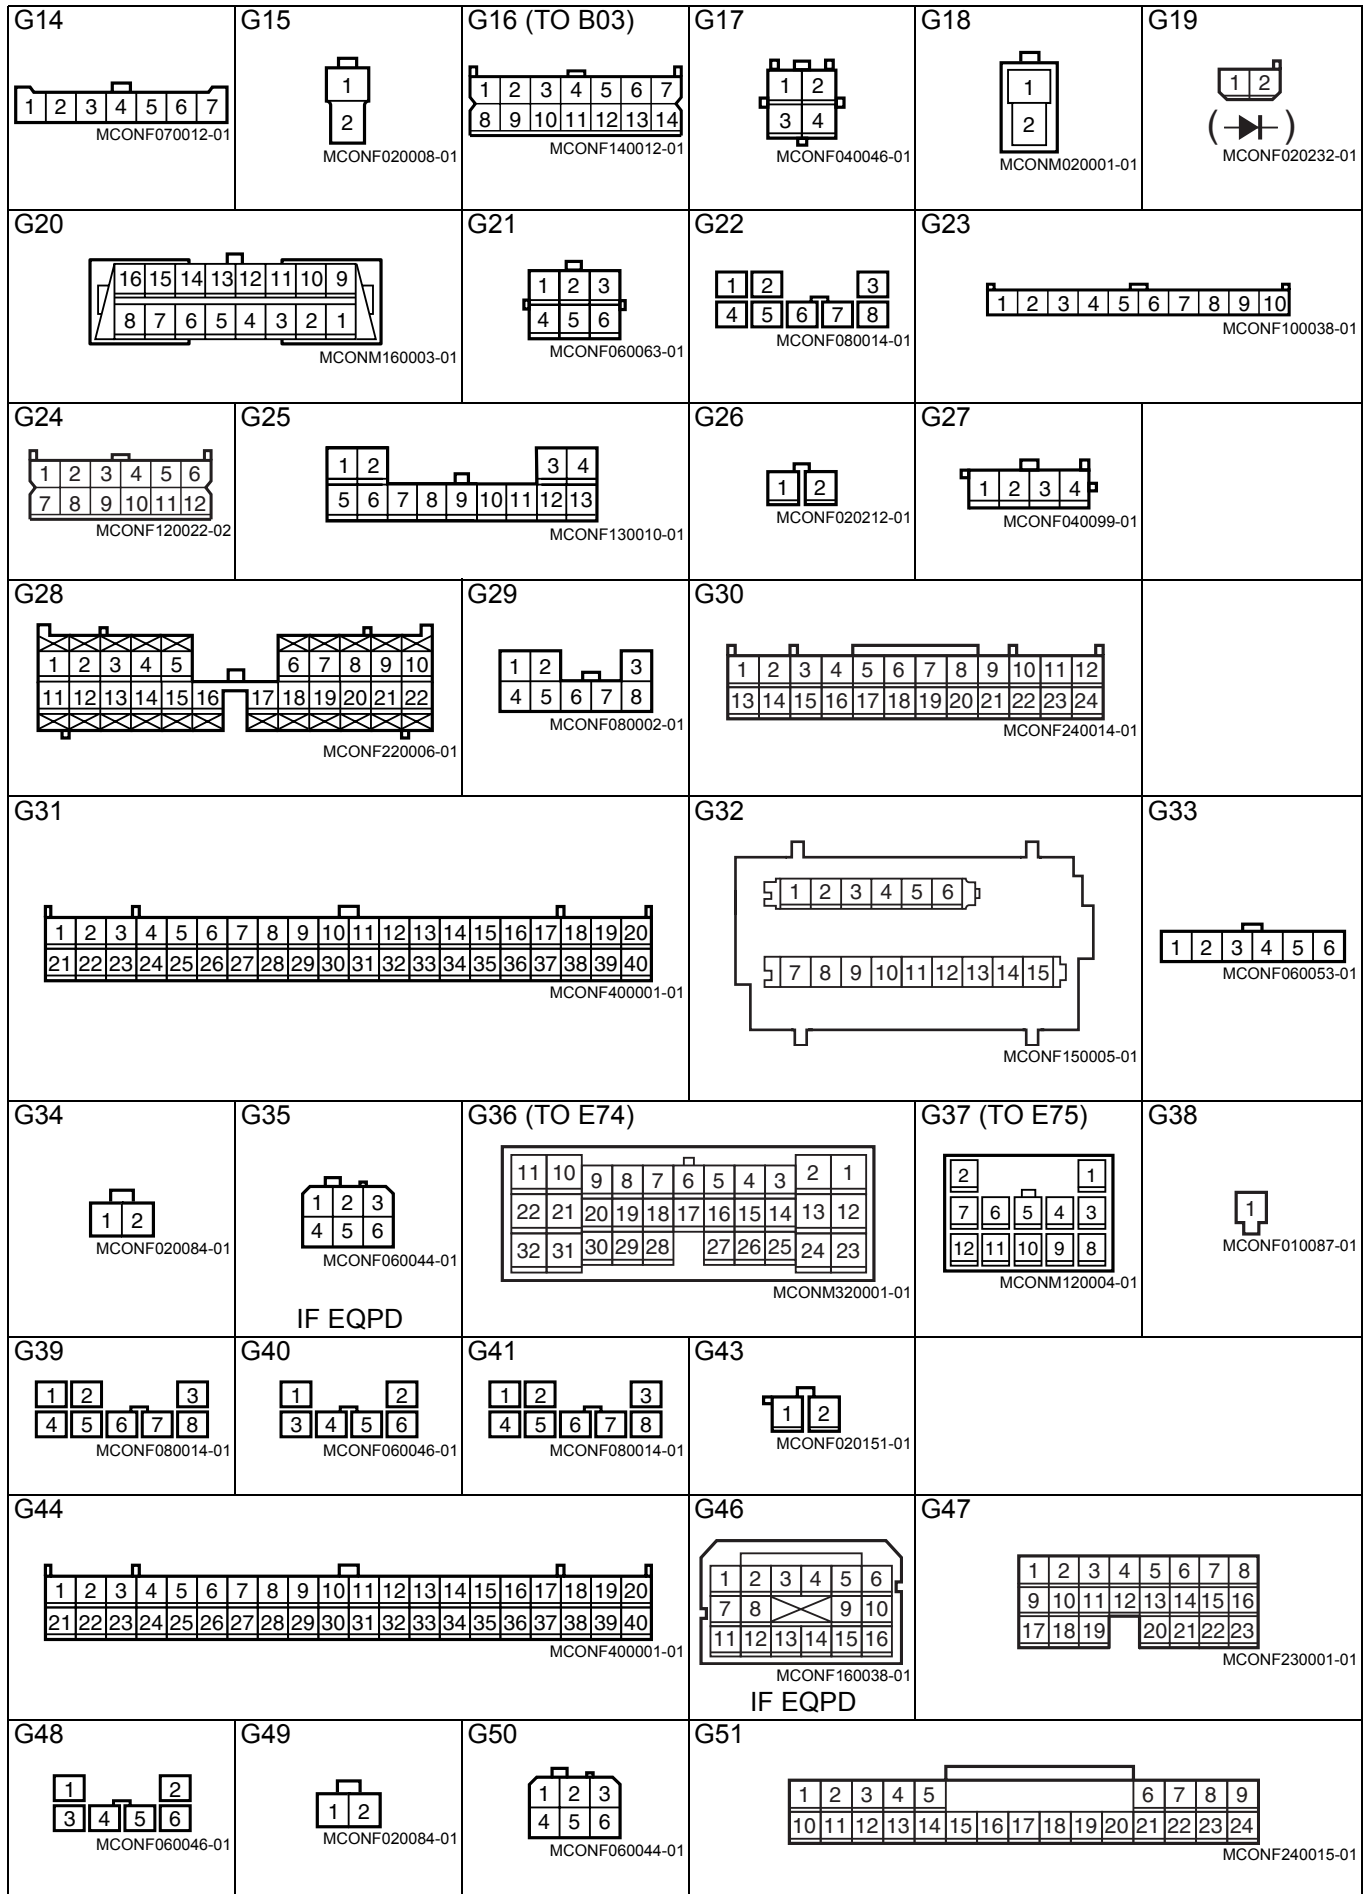 G14
1 2 3 4 5 6 7
MCONF070012-01
G15
1
2
MCONF020008-01
G16 (TO B03)
1 2 3 4 5 6 7
8 9 10 11 12 13 14
MCONF140012-01
G17
1 2
3 4
MCONF040046-01
G18
1
2
MCONM020001-01
G19
1 2
( )
MCONF020232-01
G20
16 15 14 13 12 11 10 9
8 7 6 5 4 3 2 1
MCONM160003-01
G21
1 2 3
4 5 6
MCONF060063-01
G22
1 2 3
4 5 6 7 8
MCONF080014-01
G23
1 2 3 4 5 6 7 8 9 10
MCONF100038-01
G24
1 2 3 4 5 6
7 8 9 10 11 12
MCONF120022-02
G25
1 2 3 4
5 6 7 8 9 10 11 12 13
MCONF130010-01
G26
1 2
MCONF020212-01
G27
1 2 3 4
MCONF040099-01
G28
1 2 3 4 5 6 7 8 9 10
11 12 13 14 15 16 17 18 19 20 21 22
MCONF220006-01
G29
1 2 3
4 5 6 7 8
MCONF080002-01
G30
1 2 3 4 5 6 7 8 9 10 11 12
13 14 15 16 17 18 19 20 21 22 23 24
MCONF240014-01
G31
1 2 3 4 5 6 7 8 9 10 11 12 13 14 15 16 17 18 19 20
21 22 23 24 25 26 27 28 29 30 31 32 33 34 35 36 37 38 39 40
MCONF400001-01
G32
1 2 3 4 5 6
7 8 9 10 11 12 13 14 15
MCONF150005-01
G33
1 2 3 4 5 6
MCONF060053-01
G34
1 2
MCONF020084-01
G35
1 2 3
4 5 6
MCONF060044-01
IF EQPD
G36 (TO E74)
11 10 9 8 7 6 5 4 3 2 1
22 21 20 19 18 17 16 15 14 13 12
32 31 30 29 28 27 26 25 24 23
MCONM320001-01
G37 (TO E75)
2 1
7 6 5 4 3
12 11 10 9 8
MCONM120004-01
G38
1
MCONF010087-01
G39
1 2 3
4 5 6 7 8
MCONF080014-01
G40
1 2
3 4 5 6
MCONF060046-01
G41
1 2 3
4 5 6 7 8
MCONF080014-01
G43
1 2
MCONF020151-01
G44
1 2 3 4 5 6 7 8 9 10 11 12 13 14 15 16 17 18 19 20
21 22 23 24 25 26 27 28 29 30 31 32 33 34 35 36 37 38 39 40
MCONF400001-01
G46
1 2 3 4 5 6
7 8 9 10
11 12 13 14 15 16
MCONF160038-01
IF EQPD
G47
1 2 3 4 5 6 7 8
9 10 11 12 13 14 15 16
17 18 19 20 21 22 23
MCONF230001-01
G48
1 2
3 4 5 6
MCONF060046-01
G49
1 2
MCONF020084-01
G50
1 2 3
4 5 6
MCONF060044-01
G51
1 2 3 4 5 6 7 8 9
10 11 12 13 14 15 16 17 18 19 20 21 22 23 24
MCONF240015-01